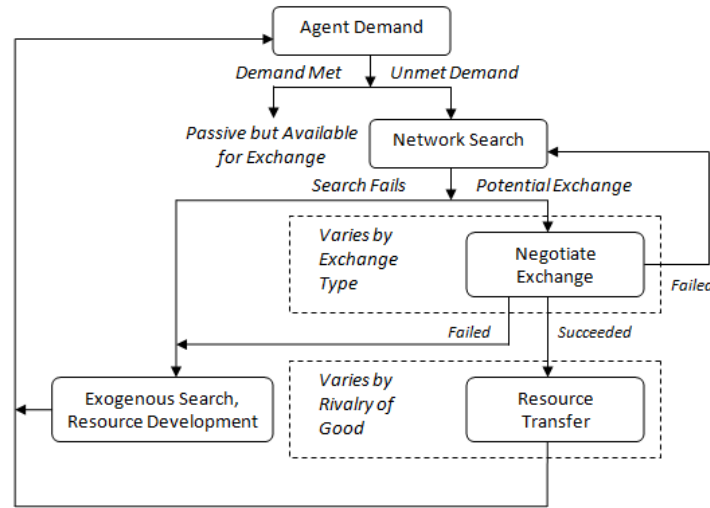 Agent Demand
Demand Met
Unmet Demand
Passive but Available
for Exchange
Network Search
Search Fails
Potential Exchange
Varies by
Exchange
Type
Negotiate
Exchange
Failed
Failed
Succeeded
Exogenous Search,
Resource Development
Varies by
Rivalry of
Good
Resource
Transfer